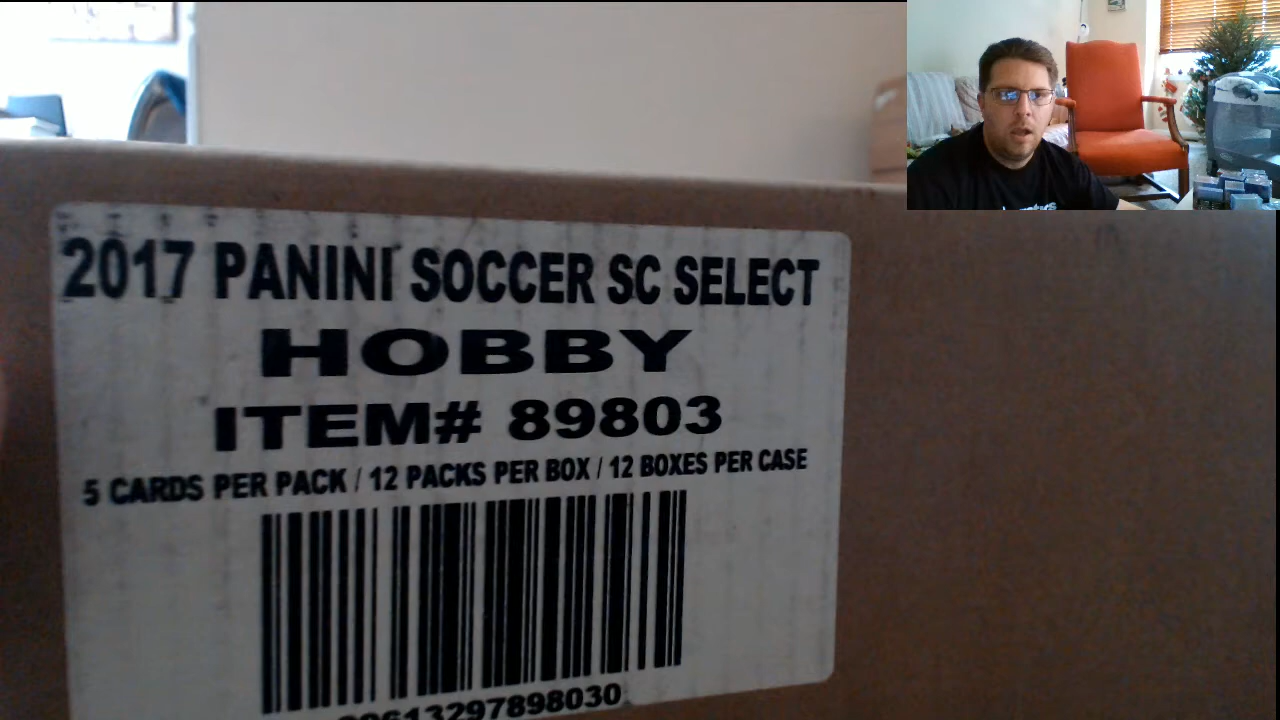 2017 PANINI SOCCER SC SELECT
HOBBY
ITEM# 89803
5 CARDS PER PACK / 12 PACKS PER BOX / 12 BOXES PER CASE